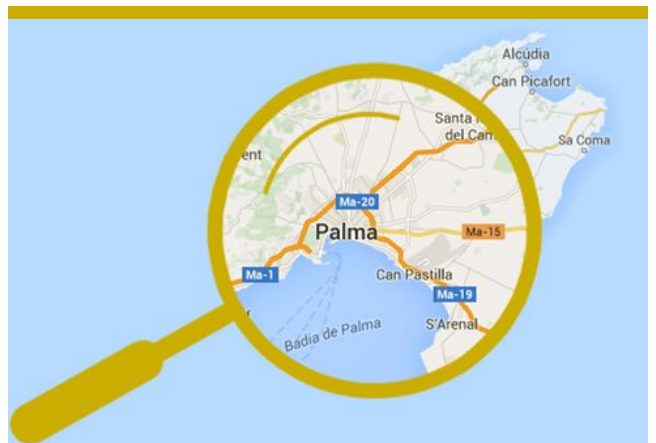 Alcúdia
Can Picafort
Santa
del Cam
Sa Coma
ent
Ma-20
Palma
Ma-15
Ma-1
Can Pastilla
Ma-19
S'Arenal
Badia de Palma